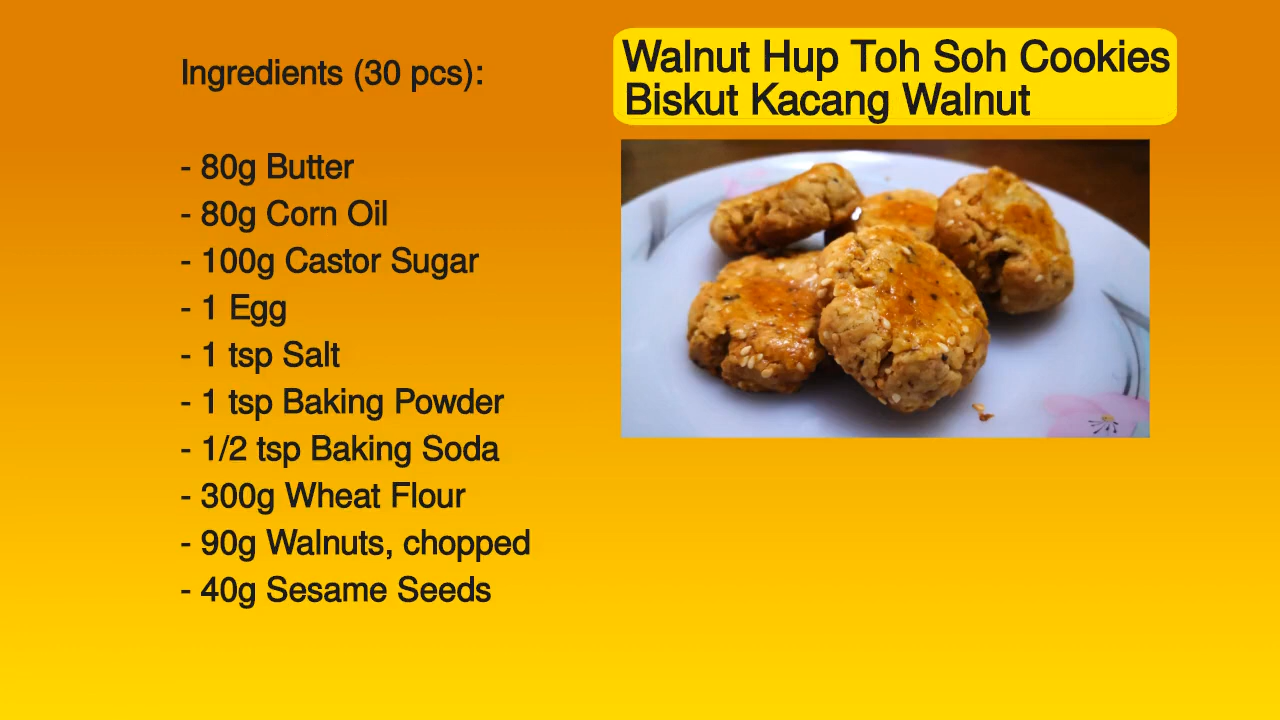 Ingredients (30 pcs):
- 80g Butter
- 80g Corn Oil
- 100g Castor Sugar
- 1 Egg
- 1 tsp Salt
- 1 tsp Baking Powder
- 1/2 tsp Baking Soda
- 300g Wheat Flour
- 90g Walnuts, chopped
- 40g Sesame Seeds
Walnut Hup Toh Soh Cookies
Biskut Kacang Walnut